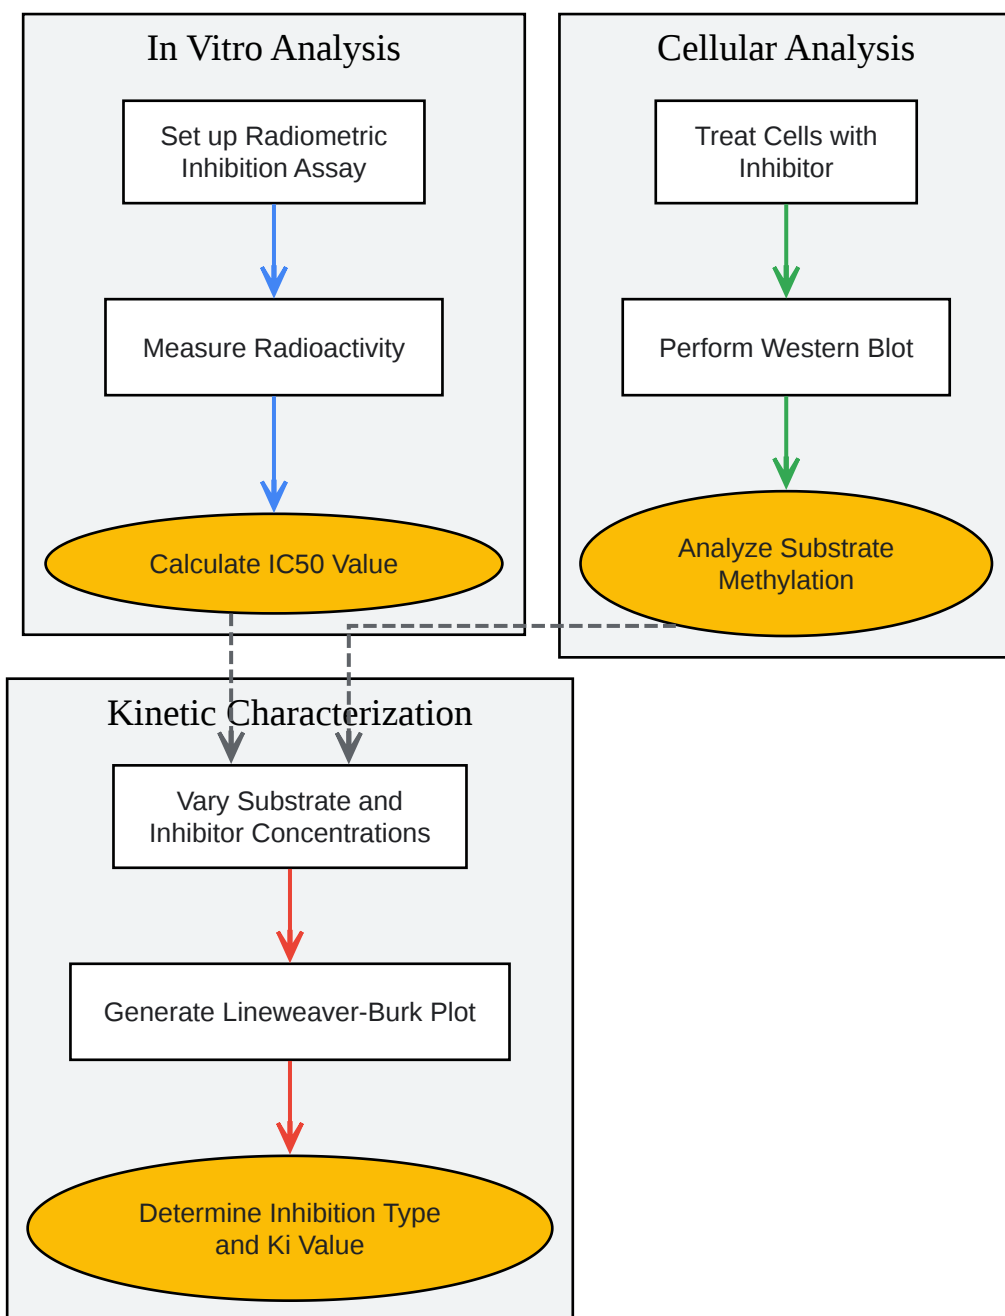 In Vitro Analysis
Set up Radiometric
Inhibition Assay
Measure Radioactivity
Calculate IC50 Value
Cellular Analysis
Treat Cells with
Inhibitor
Perform Western Blot
Analyze Substrate
Methylation
Kinetic Characterization
Vary Substrate and
Inhibitor Concentrations
Generate Lineweaver-Burk Plot
Determine Inhibition Type
and Ki Value